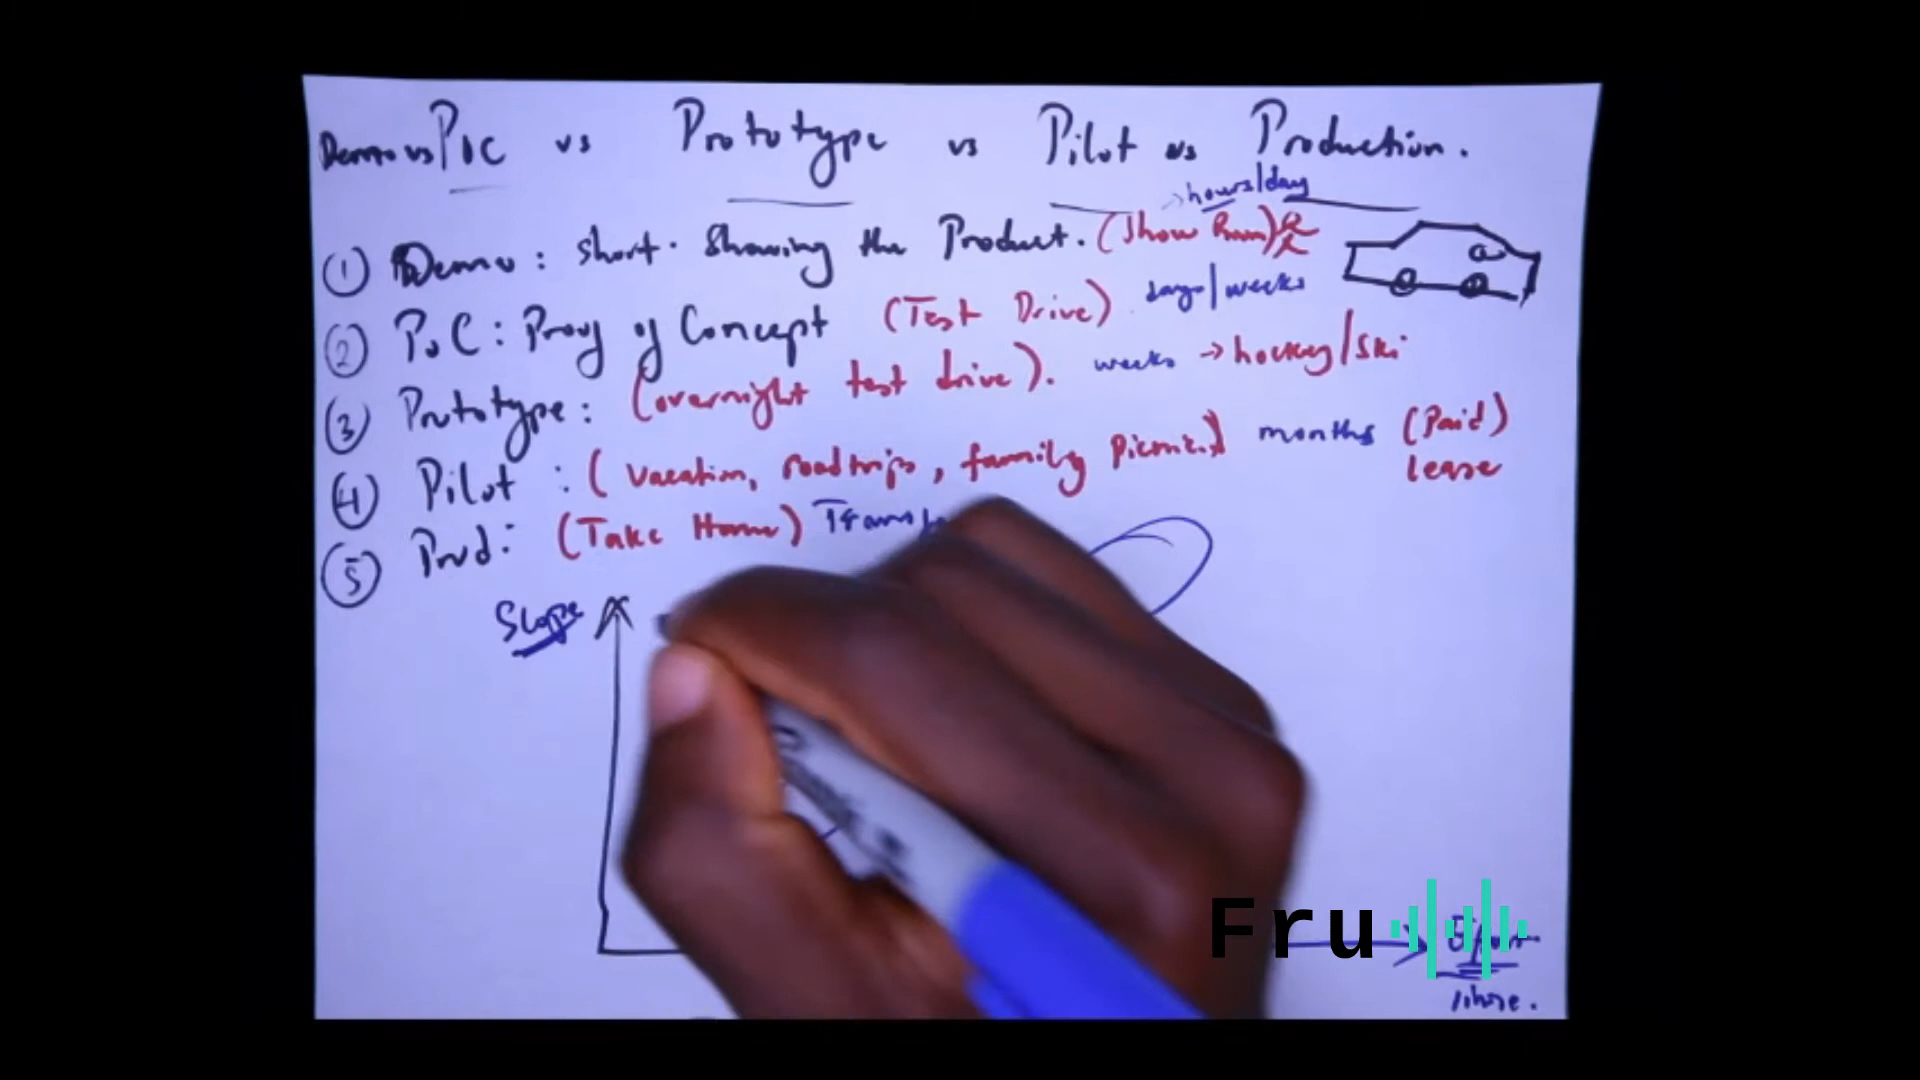 Demo vs PoC vs Prototype vs Pilot vs Production.
→ hours/day
① Demo: short. Showing the Product. (Show Room)
② PoC: Proof of Concept (Test Drive) days/weeks
③ Prototype: (overnight test drive). weeks → hockey/ski
④ Pilot: (Vacation, roadtrips, family picnics) months (Paid) lease
⑤ Prod: (Take Home)
Slope
Fru
time.